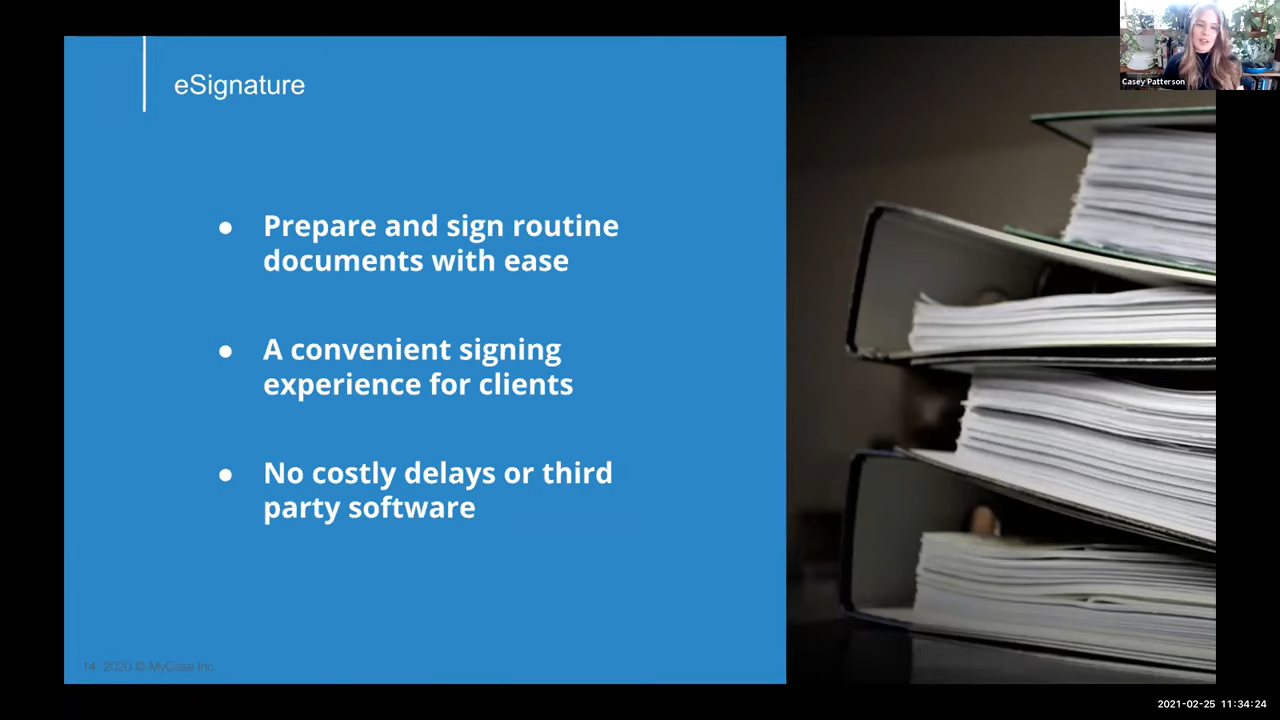 eSignature
● Prepare and sign routine
documents with ease
● A convenient signing
experience for clients
● No costly delays or third
party software
14 2020 © MyCase Inc.
Casey Patterson
2021-02-25 11:34:24